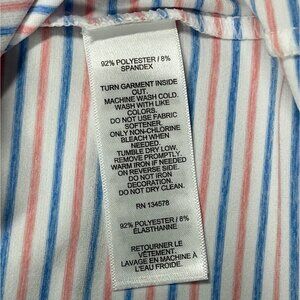 92% POLYESTER / 8%
SPANDEX
TURN GARMENT INSIDE
OUT.
MACHINE WASH COLD.
WASH WITH LIKE
COLORS.
DO NOT USE FABRIC
SOFTENER.
ONLY NON-CHLORINE
BLEACH WHEN
NEEDED.
TUMBLE DRY LOW.
REMOVE PROMPTLY.
WARM IRON IF NEEDED
ON REVERSE SIDE.
DO NOT IRON
DECORATION.
DO NOT DRY CLEAN.
RN 134578
92% POLYESTER / 8%
ÉLASTHANNE
RETOURNER LE
VÊTEMENT.
LAVAGE EN MACHINE À
L'EAU FROIDE.